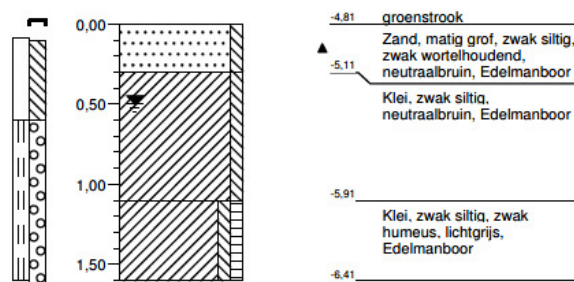 0,00
0,50
1,00
1,50
-4,81 groenstrook
Zand, matig grof, zwak siltig,
zwak wortelhoudend,
neutraalbruin, Edelmanboor
-5,11
Klei, zwak siltig,
neutraalbruin, Edelmanboor
-5,91
Klei, zwak siltig, zwak
humeus, lichtgrijs,
Edelmanboor
-6,41